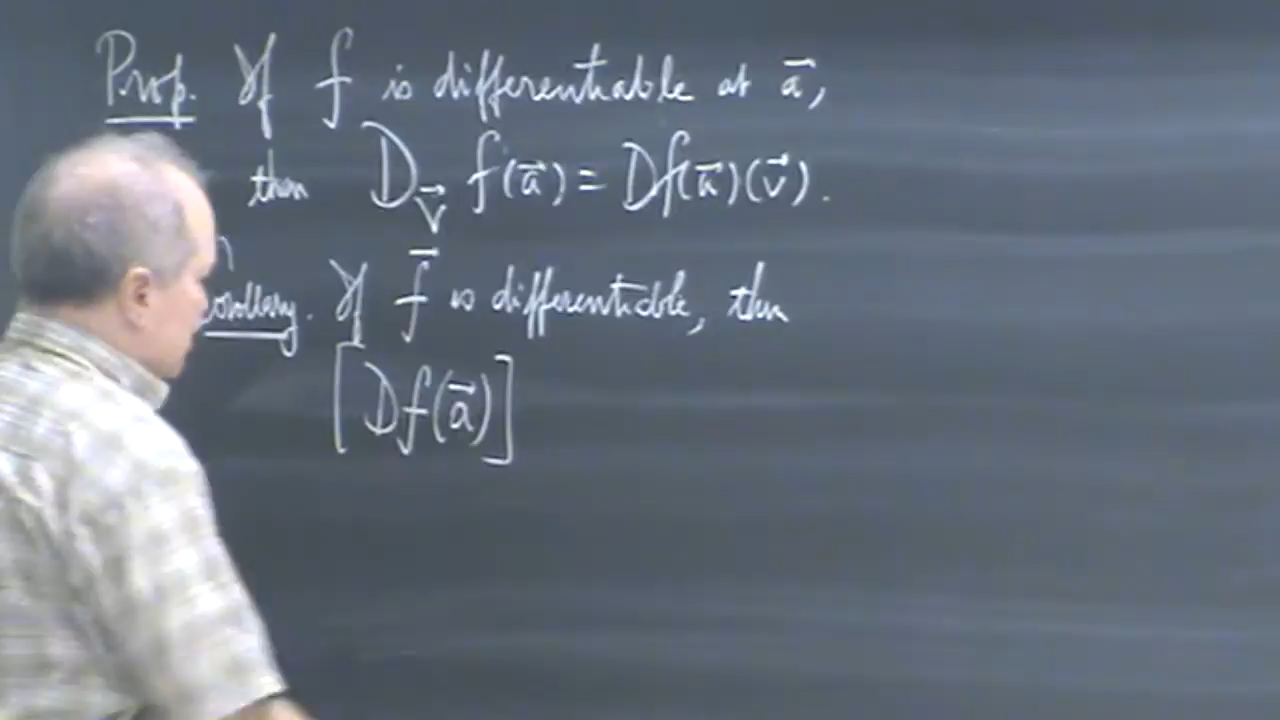 Prop. If f is differentiable at a⃗,
then D_v⃗ f(a⃗) = Df(a⃗)(v⃗).
orollary. If f⃗ is differentiable, then
[Df(a⃗)]